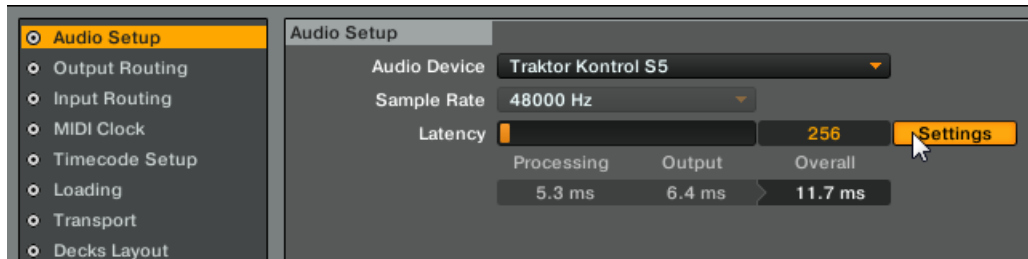 Audio Setup
Output Routing
Input Routing
MIDI Clock
Timecode Setup
Loading
Transport
Decks Layout
Audio Setup
Audio Device Traktor Kontrol S5
Sample Rate 48000 Hz
Latency 256 Settings
Processing Output Overall
5.3 ms 6.4 ms 11.7 ms